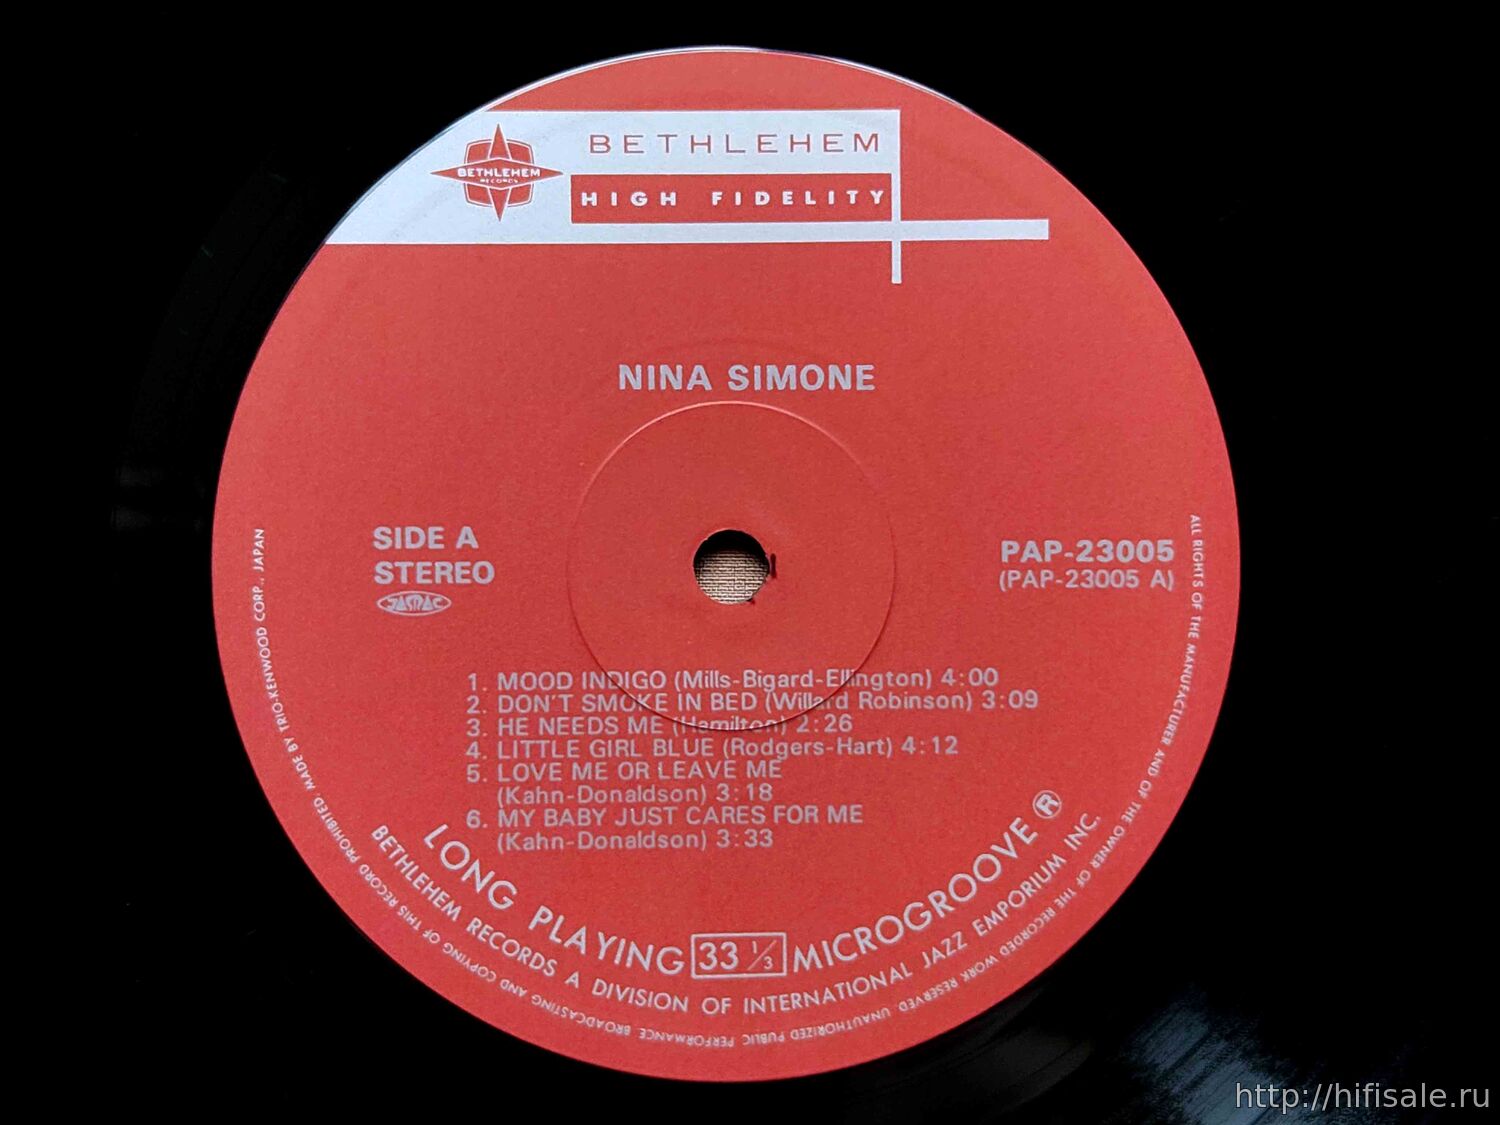 BETHLEHEM
BETHLEHEM
RECORDS
HIGH FIDELITY
NINA SIMONE
SIDE A
STEREO
JASRAC
PAP-23005
(PAP-23005 A)
1. MOOD INDIGO (Mills-Bigard-Ellington) 4:00
2. DON'T SMOKE IN BED (Willard Robinson) 3:09
3. HE NEEDS ME (Hamilton) 2:26
4. LITTLE GIRL BLUE (Rodgers-Hart) 4:12
5. LOVE ME OR LEAVE ME
(Kahn-Donaldson) 3:18
6. MY BABY JUST CARES FOR ME
(Kahn-Donaldson) 3:33
LONG PLAYING 33 1/3 MICROGROOVE ®
BETHLEHEM RECORDS A DIVISION OF INTERNATIONAL JAZZ EMPORIUM INC.
ALL RIGHTS OF THE MANUFACTURER AND OF THE OWNER OF THE RECORDED WORK RESERVED. UNAUTHORIZED PUBLIC PERFORMANCE BROADCASTING AND COPYING OF THIS RECORD PROHIBITED. MADE BY TRIO-KENWOOD CORP., JAPAN
http://hifisale.ru